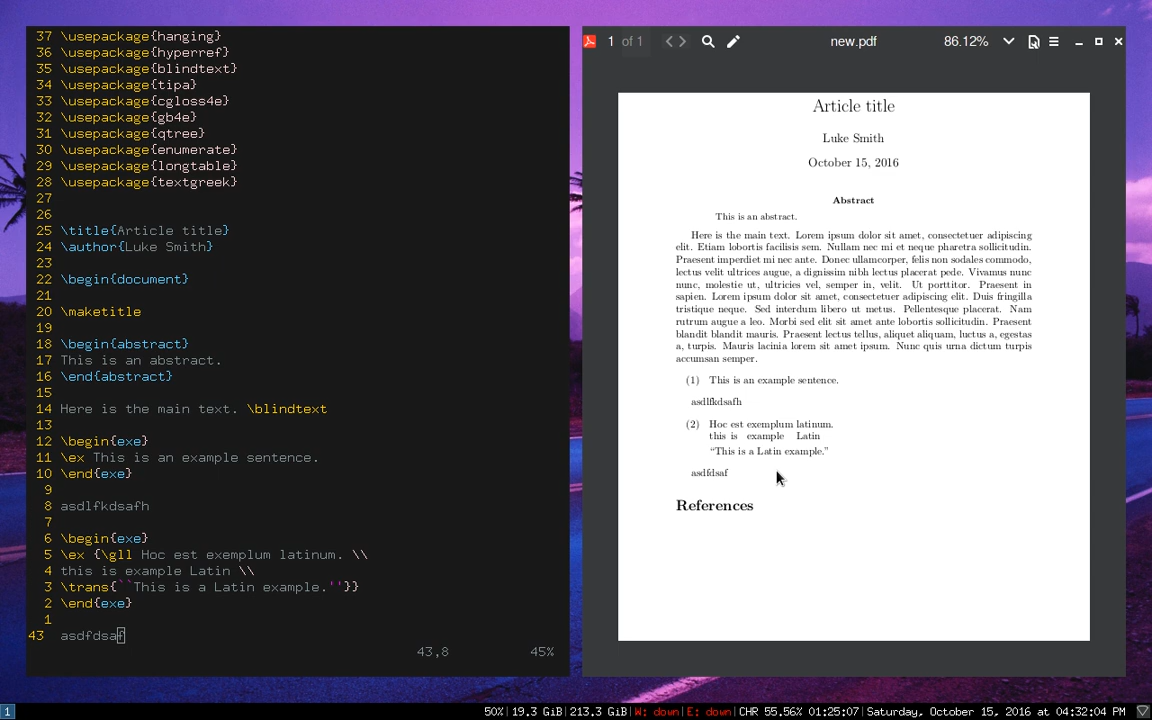 37 \usepackage{hanging}
36 \usepackage{hyperref}
35 \usepackage{blindtext}
34 \usepackage{tipa}
33 \usepackage{cgloss4e}
32 \usepackage{gb4e}
31 \usepackage{qtree}
30 \usepackage{enumerate}
29 \usepackage{longtable}
28 \usepackage{textgreek}
27
26
25 \title{Article title}
24 \author{Luke Smith}
23
22 \begin{document}
21
20 \maketitle
19
18 \begin{abstract}
17 This is an abstract.
16 \end{abstract}
15
14 Here is the main text. \blindtext
13
12 \begin{exe}
11 \ex This is an example sentence.
10 \end{exe}
9
8 asdlfkdsafh
7
6 \begin{exe}
5 \ex {\gll Hoc est exemplum latinum. \\
4 this is example Latin \\
3 \trans{``This is a Latin example.''}}
2 \end{exe}
1
43 asdfdsaf
43,8 45%
1 of 1 new.pdf 86.12%
Article title
Luke Smith
October 15, 2016
Abstract
This is an abstract.
Here is the main text. Lorem ipsum dolor sit amet, consectetuer adipiscing
elit. Etiam lobortis facilisis sem. Nullam nec mi et neque pharetra sollicitudin.
Praesent imperdiet mi nec ante. Donec ullamcorper, felis non sodales commodo,
lectus velit ultrices augue, a dignissim nibh lectus placerat pede. Vivamus nunc
nunc, molestie ut, ultricies vel, semper in, velit. Ut porttitor. Praesent in
sapien. Lorem ipsum dolor sit amet, consectetuer adipiscing elit. Duis fringilla
tristique neque. Sed interdum libero ut metus. Pellentesque placerat. Nam
rutrum augue a leo. Morbi sed elit sit amet ante lobortis sollicitudin. Praesent
blandit blandit mauris. Praesent lectus tellus, aliquet aliquam, luctus a, egestas
a, turpis. Mauris lacinia lorem sit amet ipsum. Nunc quis urna dictum turpis
accumsan semper.
(1) This is an example sentence.
asdlfkdsafh
(2) Hoc est exemplum latinum.
this is example Latin
“This is a Latin example.”
asdfdsaf
References
1 50%|19.3 GiB|213.3 GiB|W: down|E: down|CHR 55.56% 01:25:07|Saturday, October 15, 2016 at 04:32:04 PM